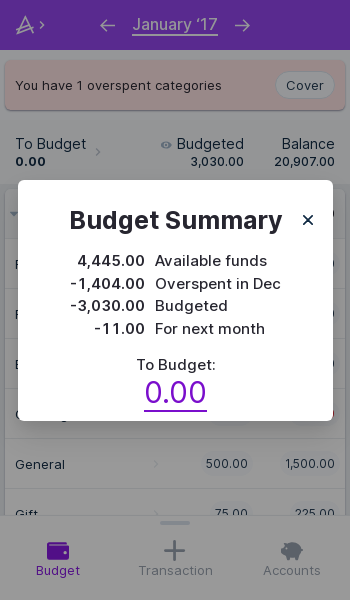 January ‘17
You have 1 overspent categories
Cover
To Budget
Budgeted
Balance
0.00
3,030.00
20,907.00
Budget Summary
4,445.00 Available funds
-1,404.00 Overspent in Dec
-3,030.00 Budgeted
-11.00 For next month
To Budget:
0.00
General
500.00
1,500.00
Gift
75.00
225.00
Budget
Transaction
Accounts